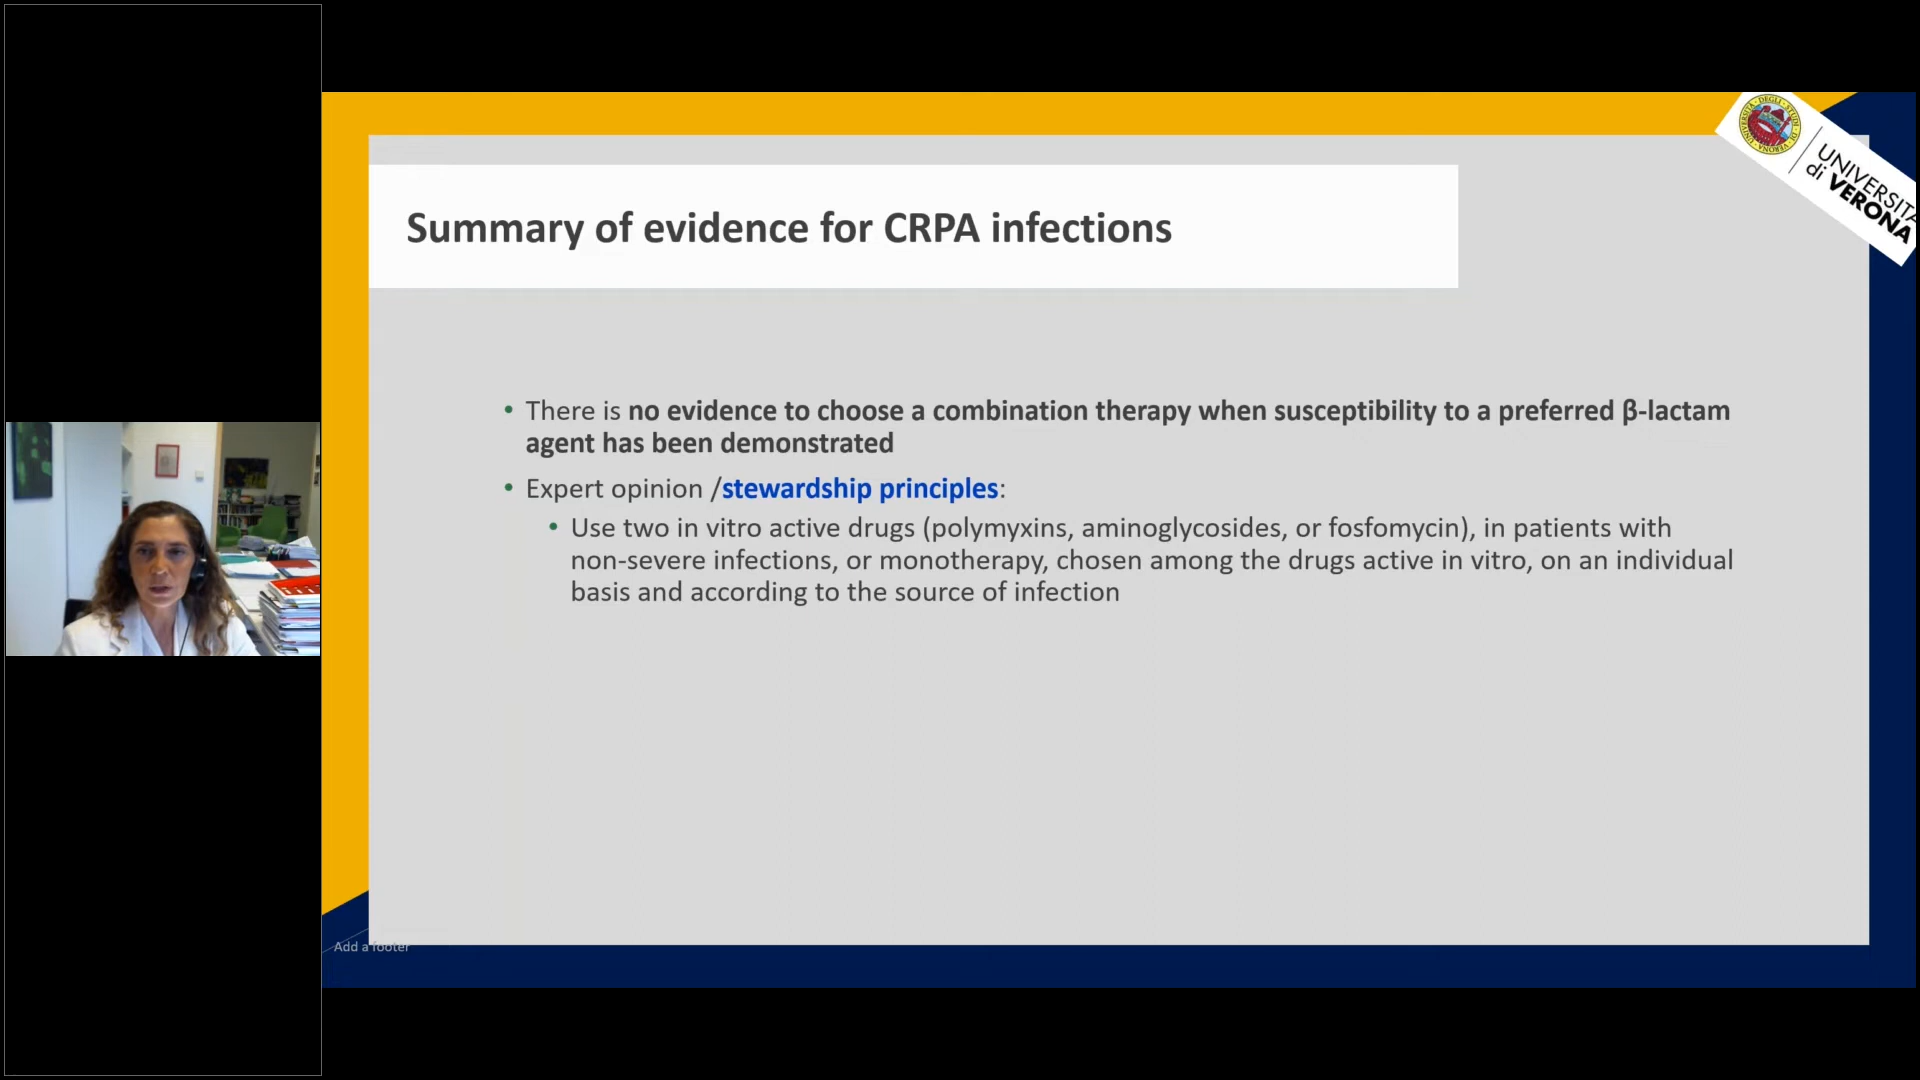 Summary of evidence for CRPA infections
UNIVERSITÀ
di VERONA
• There is no evidence to choose a combination therapy when susceptibility to a preferred β-lactam
agent has been demonstrated
• Expert opinion /stewardship principles:
• Use two in vitro active drugs (polymyxins, aminoglycosides, or fosfomycin), in patients with
non-severe infections, or monotherapy, chosen among the drugs active in vitro, on an individual
basis and according to the source of infection
Add a footer